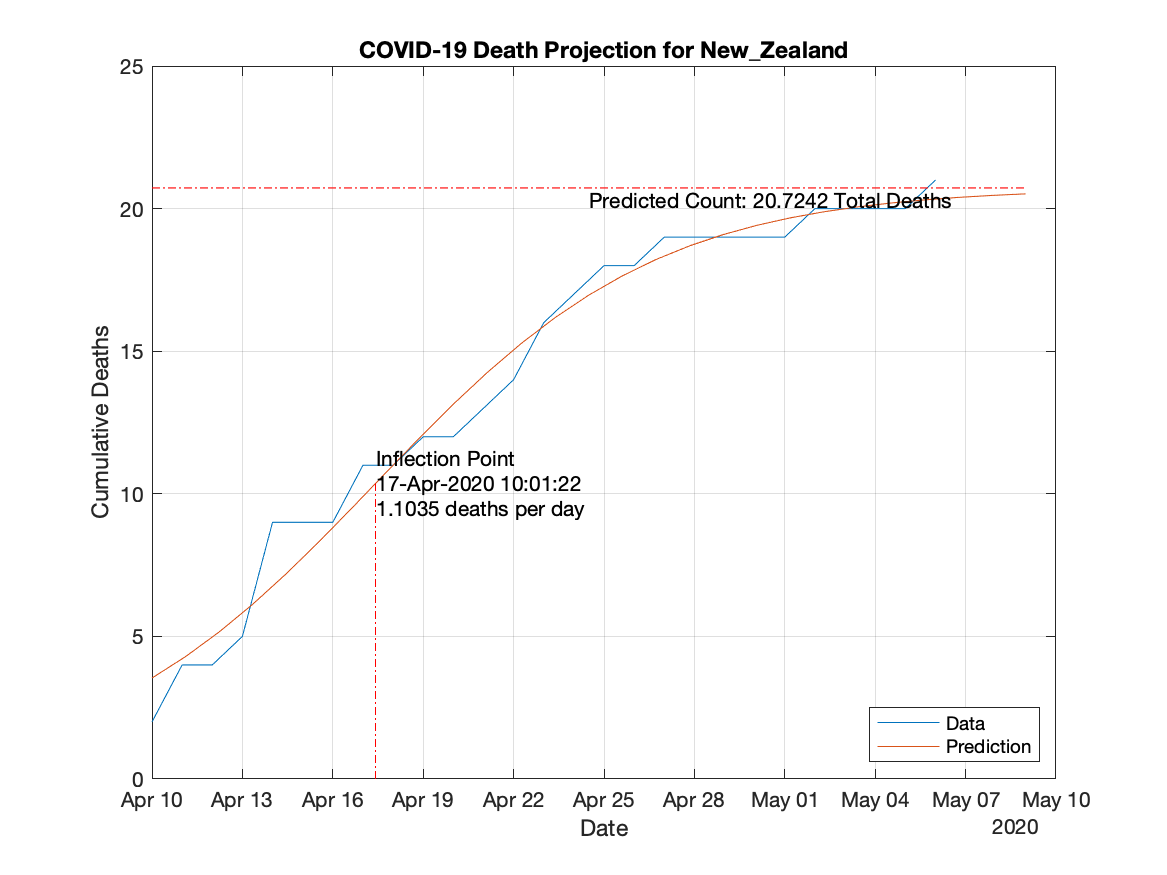 COVID-19 Death Projection for New_Zealand
25
20
15
10
5
0
Cumulative Deaths
Predicted Count: 20.7242 Total Deaths
Inflection Point
17-Apr-2020 10:01:22
1.1035 deaths per day
Data
Prediction
Apr 10 Apr 13 Apr 16 Apr 19 Apr 22 Apr 25 Apr 28 May 01 May 04 May 07 May 10
Date
2020